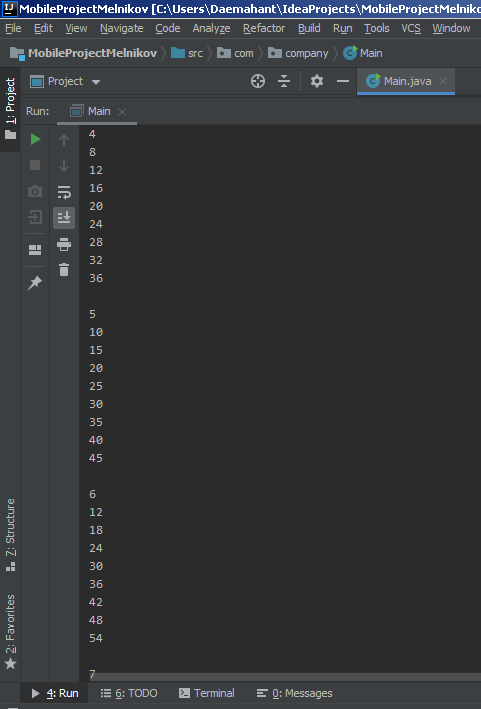 MobileProjectMelnikov [C:\Users\Daemahant\IdeaProjects\MobileProjectMelniko
File Edit View Navigate Code Analyze Refactor Build Run Tools VCS Window
MobileProjectMelnikov src com company Main
1: Project
Project
Main.java
Run: Main
4
8
12
16
20
24
28
32
36
5
10
15
20
25
30
35
40
45
6
12
18
24
30
36
42
48
54
7
7: Structure
2: Favorites
4: Run 6: TODO Terminal 0: Messages